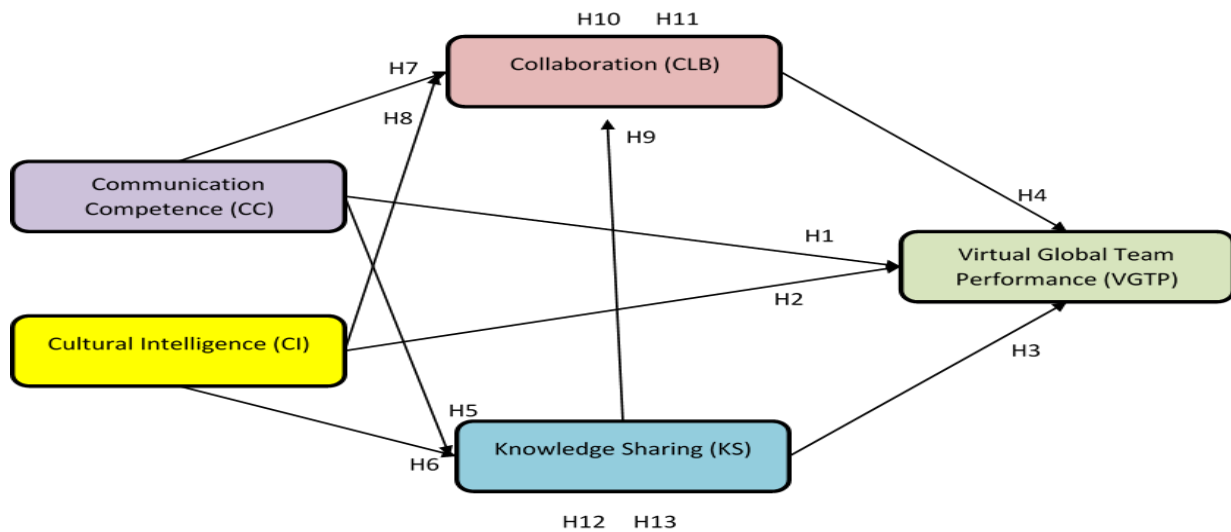 H10 H11
Collaboration (CLB)
H7
H8
H9
Communication
Competence (CC)
H4
H1
Virtual Global Team
Performance (VGTP)
H2
Cultural Intelligence (CI)
H3
H5
Knowledge Sharing (KS)
H6
H12 H13